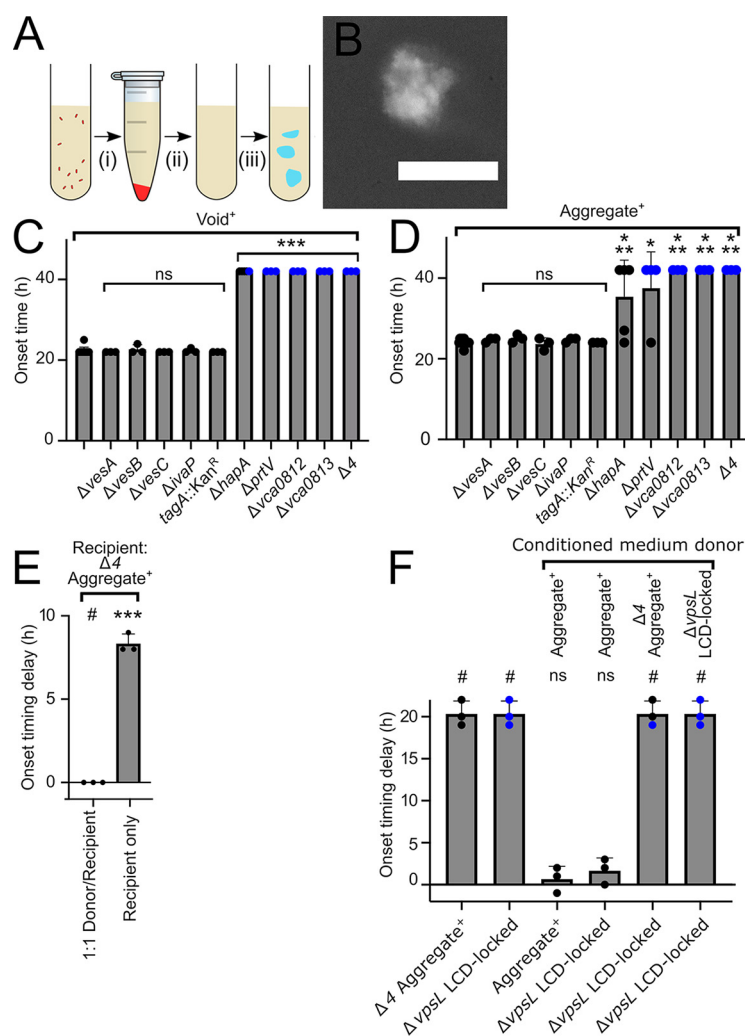 A
B
(i)
(ii)
(iii)
C
Void⁺
***
ns
Onset time (h)
40
20
0
ΔvesA
ΔvesB
ΔvesC
ΔivaP
tagA::Kanᴿ
ΔhapA
ΔprtV
Δvca0812
Δvca0813
Δ4
D
Aggregate⁺
* * * * *
** ** ** **
ns
Onset time (h)
40
20
0
ΔvesA
ΔvesB
ΔvesC
ΔivaP
tagA::Kanᴿ
ΔhapA
ΔprtV
Δvca0812
Δvca0813
Δ4
E
Recipient:
Δ4
Aggregate⁺
# ***
Onset timing delay (h)
10
5
0
1:1 Donor/Recipient
Recipient only
F
Conditioned medium donor
Aggregate⁺
Aggregate⁺
Δ4
Aggregate⁺
ΔvpsL
LCD-locked
# # ns ns # #
Onset timing delay (h)
20
15
10
5
0
Δ4 Aggregate⁺
ΔvpsL LCD-locked
Aggregate⁺
ΔvpsL LCD-locked
ΔvpsL LCD-locked
ΔvpsL LCD-locked